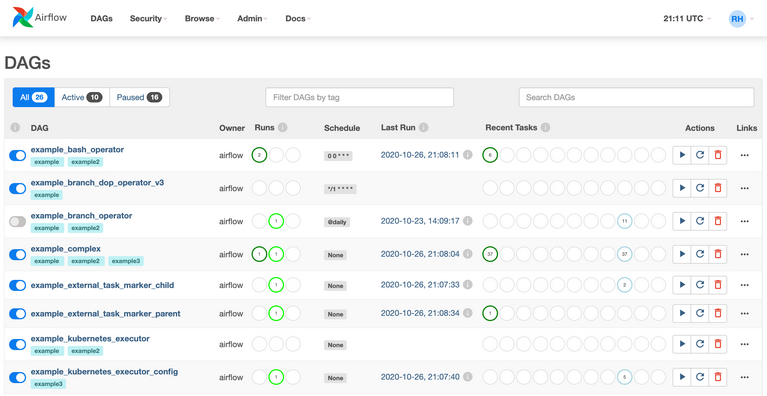 Airflow DAGs Security Browse Admin Docs 21:11 UTC RH
DAGs
All 26 Active 10 Paused 16 Filter DAGs by tag Search DAGs
i DAG Owner Runs i Schedule Last Run i Recent Tasks i Actions Links
example_bash_operator
example example2
airflow 2 0 0 * * * 2020-10-26, 21:08:11 i 6
example_branch_dop_operator_v3
example
airflow */1 * * * *
example_branch_operator
example example2
airflow 1 @daily 2020-10-23, 14:09:17 i 11
example_complex
example example2 example3
airflow 1 1 None 2020-10-26, 21:08:04 i 37 37
example_external_task_marker_child airflow 1 None 2020-10-26, 21:07:33 i 2
example_external_task_marker_parent airflow 1 None 2020-10-26, 21:08:34 i 1
example_kubernetes_executor
example example2
airflow None
example_kubernetes_executor_config
example3
airflow 1 None 2020-10-26, 21:07:40 i 5